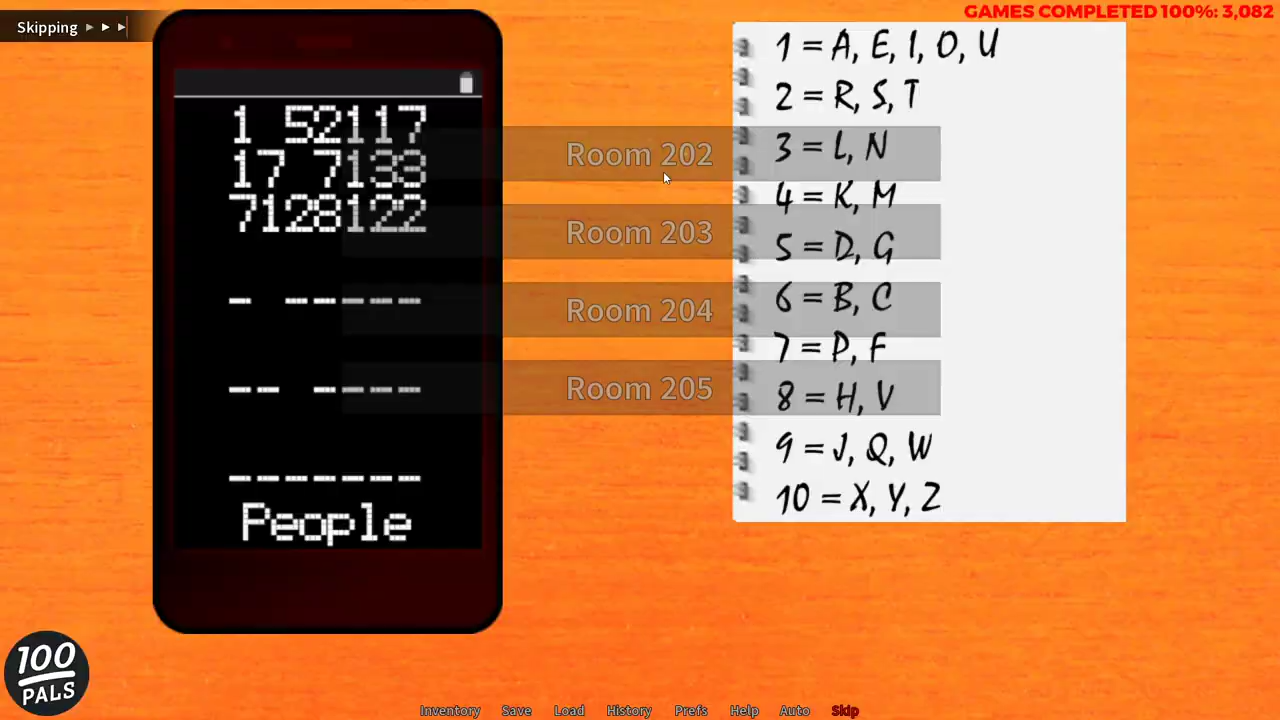 Skipping
GAMES COMPLETED 100%: 3,082
1 52117
17 7133
7128122
People
Room 202
Room 203
Room 204
Room 205
1 = A, E, I, O, U
2 = R, S, T
3 = L, N
4 = K, M
5 = D, G
6 = B, C
7 = P, F
8 = H, V
9 = J, Q, W
10 = X, Y, Z
100 PALS
Inventory Save Load History Prefs Help Auto Skip